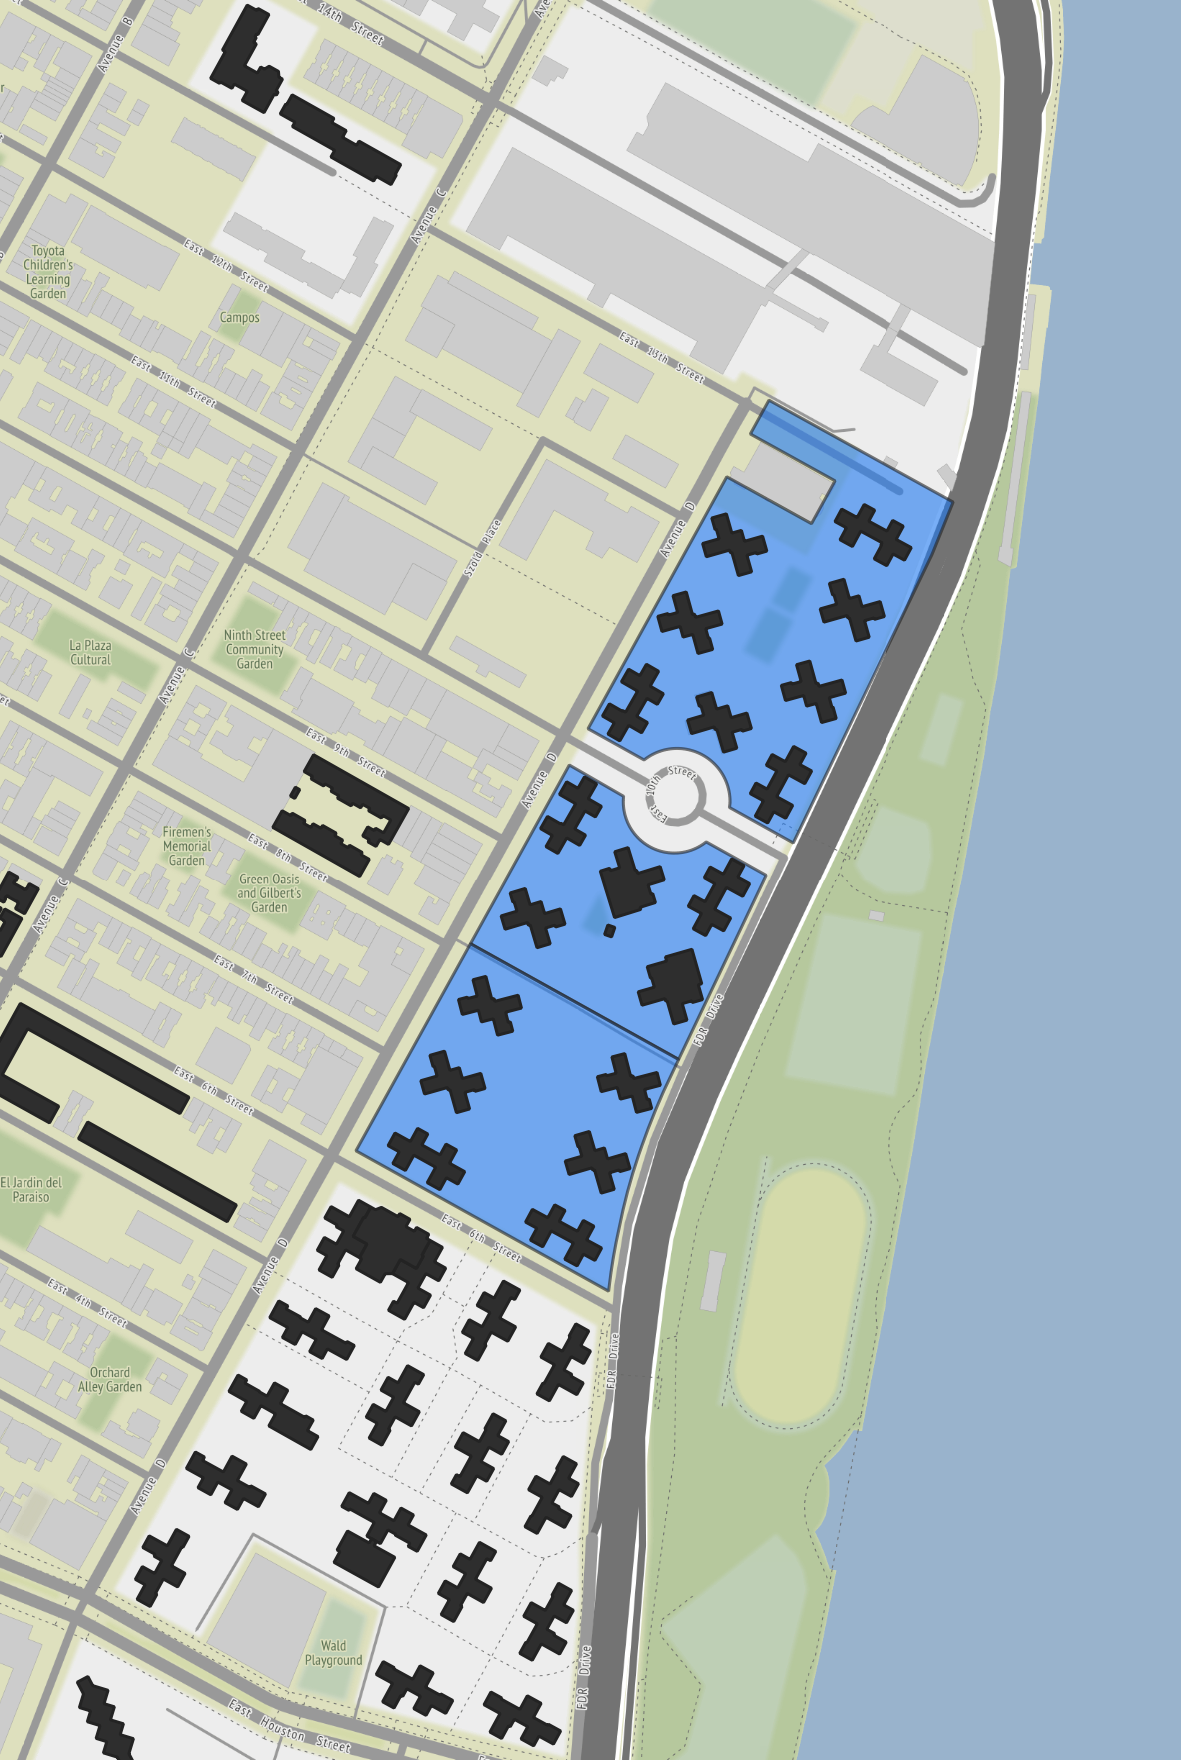 14th Street
Ave
Avenue B
Avenue C
East 12th Street
Toyota
Children's
Learning
Garden
Campos
East 13th Street
East 11th Street
Avenue D
Szold Place
La Plaza
Cultural
Ninth Street
Community
Garden
Avenue C
East 9th Street
Avenue D
East 10th Street
Firemen's
Memorial
Garden
East 8th Street
Green Oasis
and Gilbert's
Garden
Avenue C
East 7th Street
FDR Drive
East 6th Street
El Jardin del
Paraiso
East 6th Street
Avenue D
East 4th Street
FDR Drive
Orchard
Alley Garden
Avenue D
Wald
Playground
FDR Drive
East Houston Street